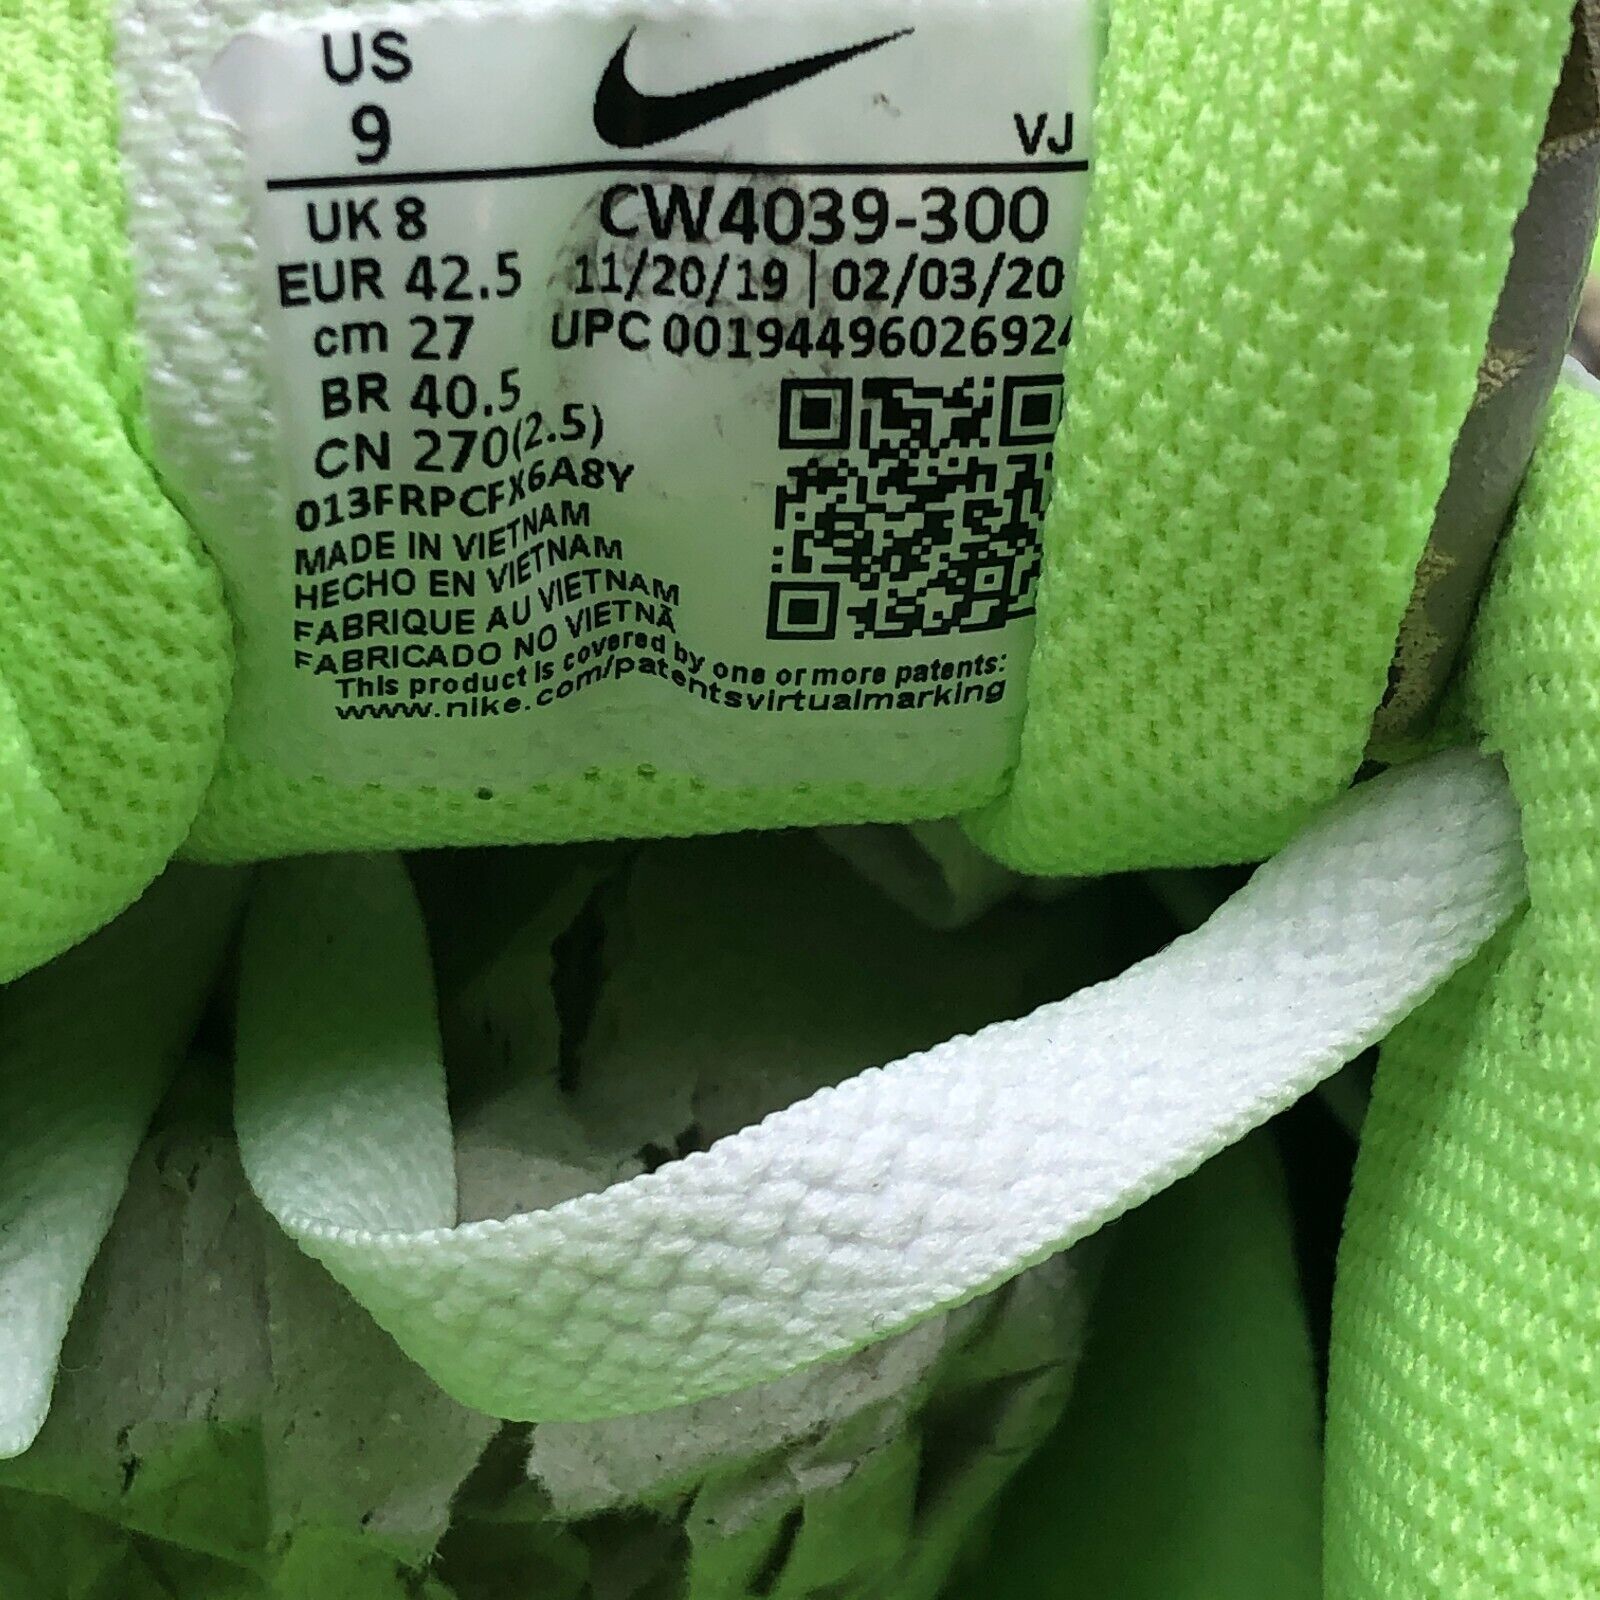 US
9
VJ
UK 8
CW4039-300
EUR 42.5
11/20/19 | 02/03/20
cm 27
UPC 00194496026924
BR 40.5
CN 270(2.5)
013FRPCFX6A8Y
MADE IN VIETNAM
HECHO EN VIETNAM
FABRIQUE AU VIETNAM
FABRICADO NO VIETNÃ
This product is covered by one or more patents:
www.nike.com/patentsvirtualmarking